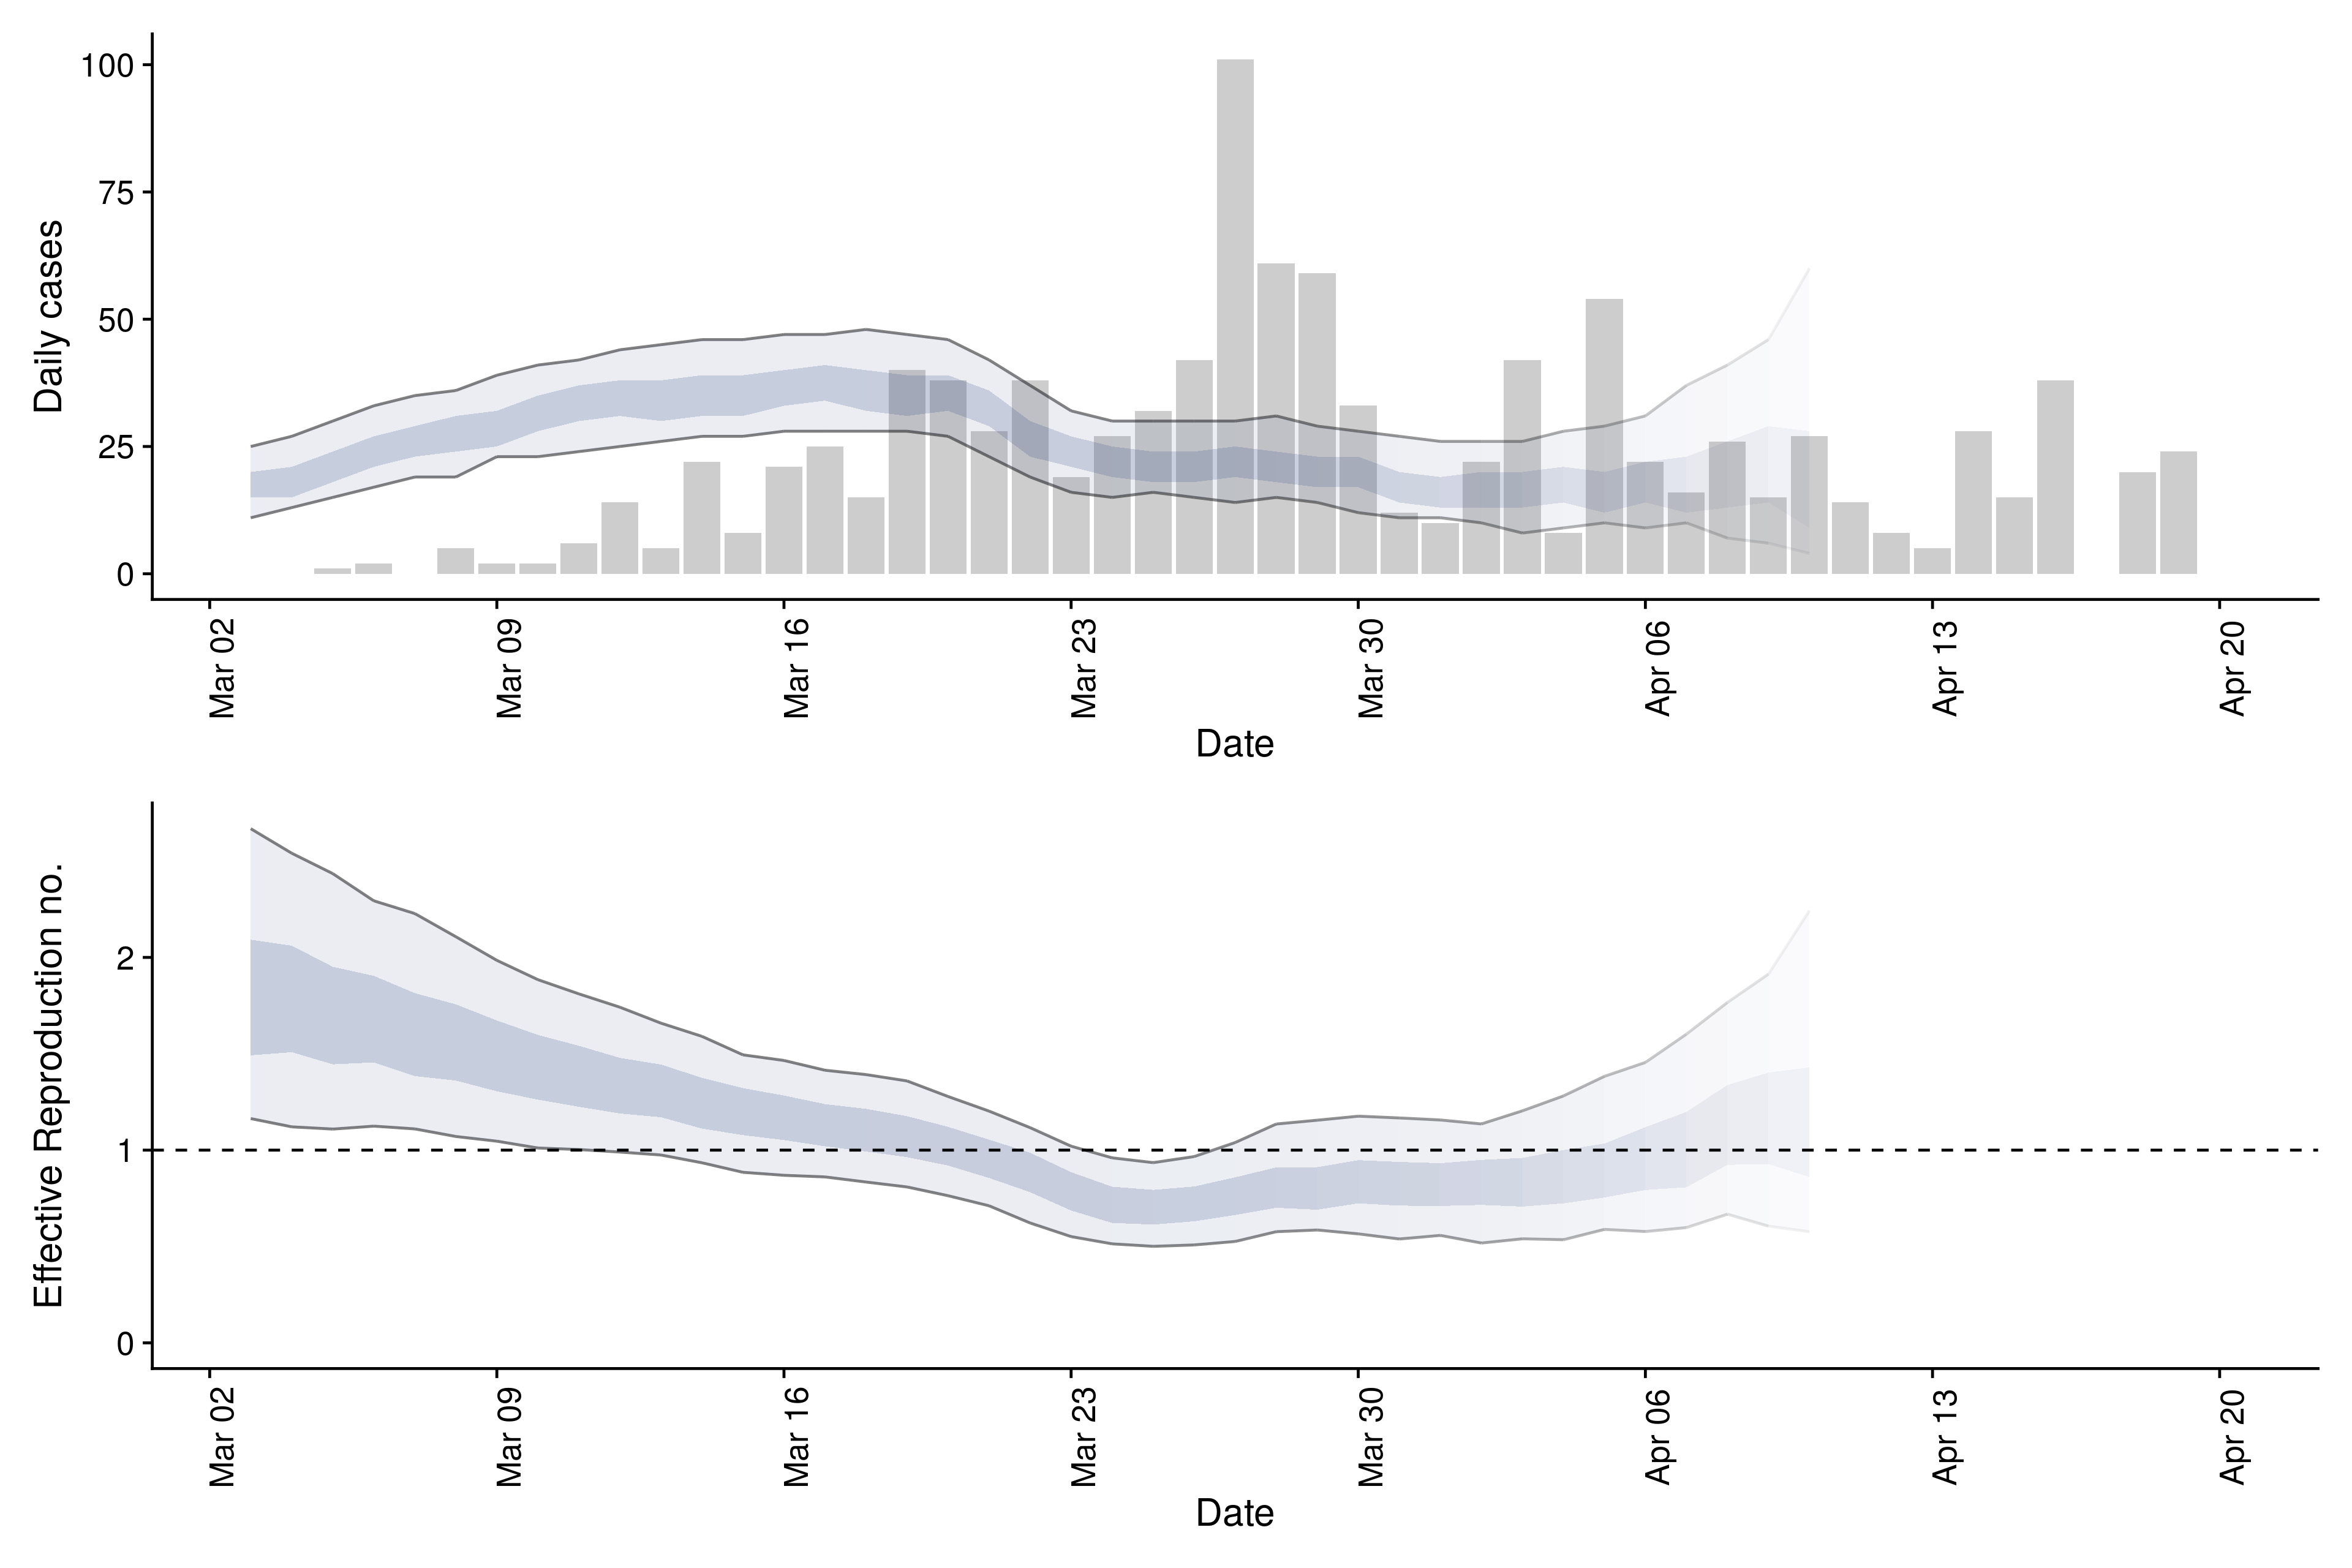 Daily cases
100
75
50
25
0
Mar 02
Mar 09
Mar 16
Mar 23
Mar 30
Apr 06
Apr 13
Apr 20
Date
Effective Reproduction no.
2
1
0
Mar 02
Mar 09
Mar 16
Mar 23
Mar 30
Apr 06
Apr 13
Apr 20
Date